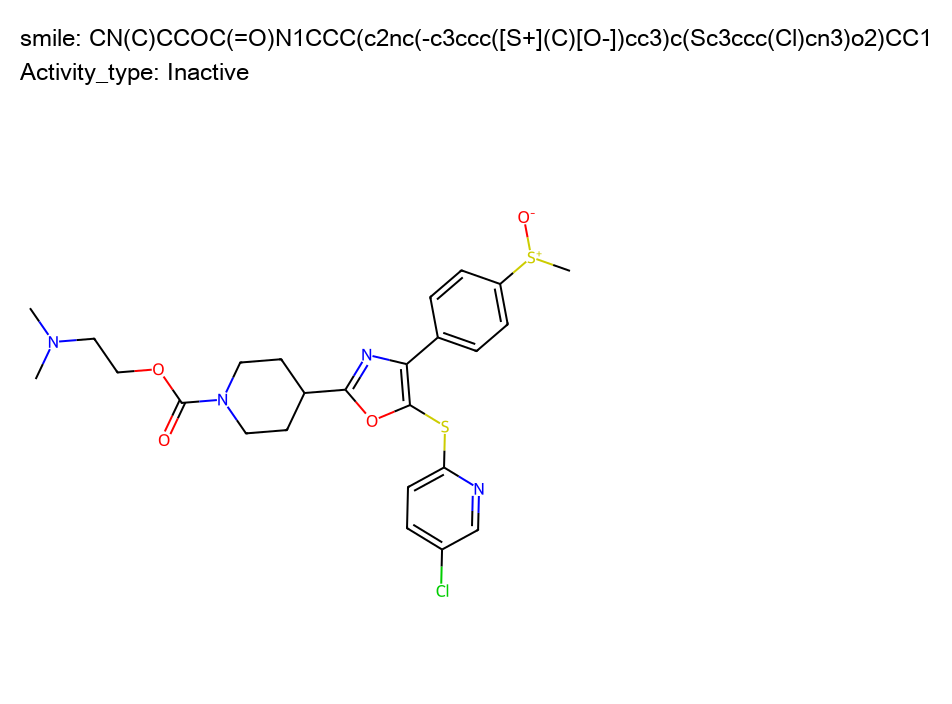 smile: CN(C)CCOC(=O)N1CCC(c2nc(-c3ccc([S+](C)[O-])cc3)c(Sc3ccc(Cl)cn3)o2)CC1
Activity_type: Inactive
O-
S+
N
N
O
N
O
O
S
N
Cl